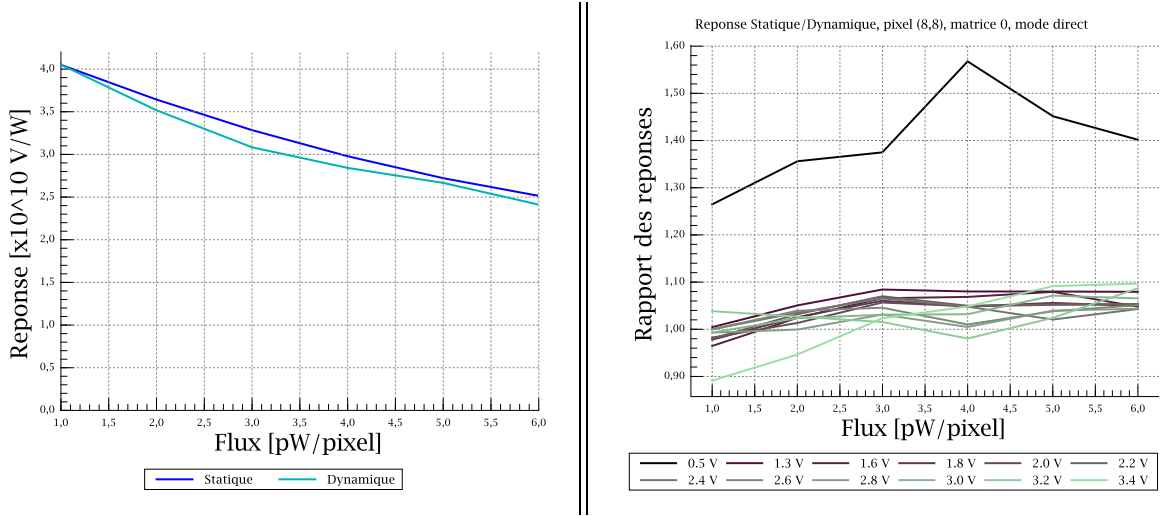 4,0
3,5
3,0
2,5
2,0
1,5
1,0
0,5
0,0
Reponse [x10^10 V/W]
1,0 1,5 2,0 2,5 3,0 3,5 4,0 4,5 5,0 5,5 6,0
Flux [pW/pixel]
Statique Dynamique
Reponse Statique/Dynamique, pixel (8,8), matrice 0, mode direct
1,60
1,50
1,40
1,30
1,20
1,10
1,00
0,90
Rapport des reponses
1,0 1,5 2,0 2,5 3,0 3,5 4,0 4,5 5,0 5,5 6,0
Flux [pW/pixel]
0.5 V 1.3 V 1.6 V 1.8 V 2.0 V 2.2 V
2.4 V 2.6 V 2.8 V 3.0 V 3.2 V 3.4 V